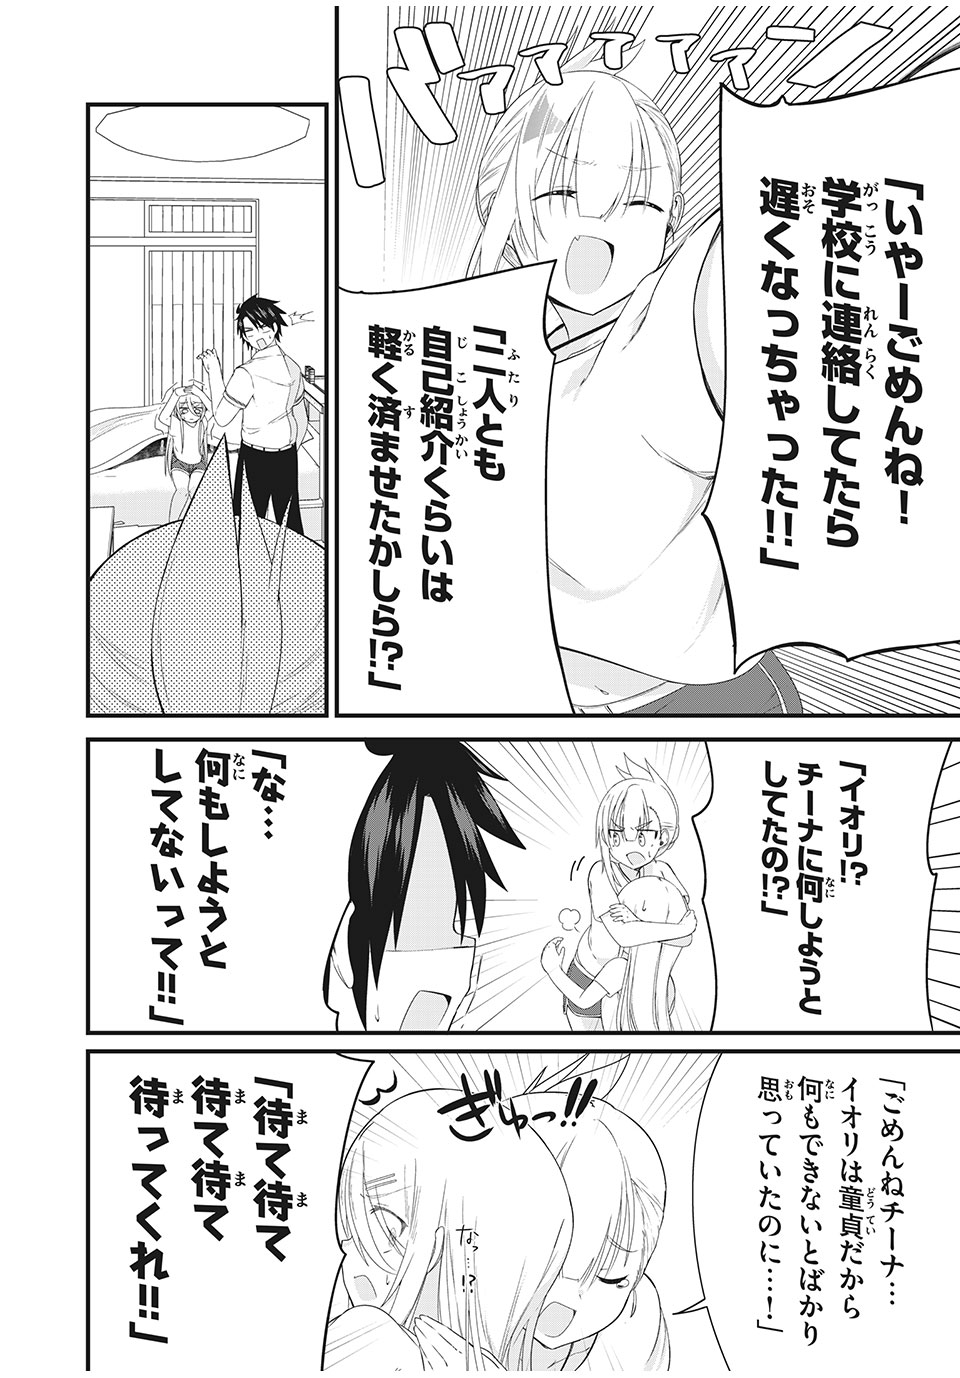 バァァァァァーン
「いやーごめんね!
学校に連絡してたら
遅くなっちゃった!!」
「二人とも
自己紹介くらいは
軽く済ませたかしら!?」
「イオリ!?
チーナに何しようと
してたの!?」
「な…
何もしようと
してないって!!」
「ごめんねチーナ…
イオリは童貞だから
何もできないとばかり
思っていたのに…!」
ぎゅっ!!
なっ…!?
「待て待て
待て待て
待ってくれ!!」